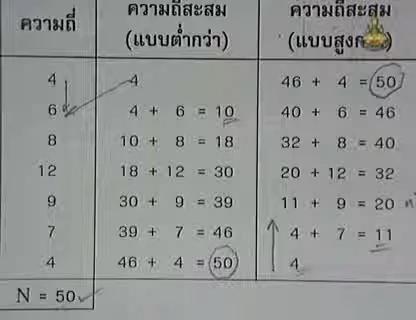 ความถี่ ความถี่สะสม (แบบต่ำกว่า) ความถี่สะสม (แบบสูงกว่า)
4 4 46 + 4 = 50
6 4 + 6 = 10 40 + 6 = 46
8 10 + 8 = 18 32 + 8 = 40
12 18 + 12 = 30 20 + 12 = 32
9 30 + 9 = 39 11 + 9 = 20
7 39 + 7 = 46 4 + 7 = 11
4 46 + 4 = 50 4
N = 50